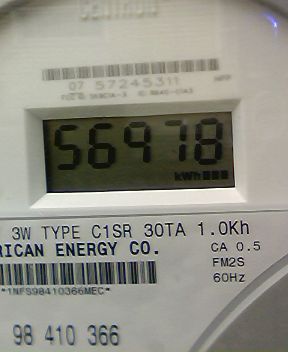 07 57245311
56978
kWh
3W TYPE C1SR 30TA 1.0Kh
RICAN ENERGY CO.
CA 0.5
FM2S
60Hz
*1NFS98410366MEC*
98 410 366